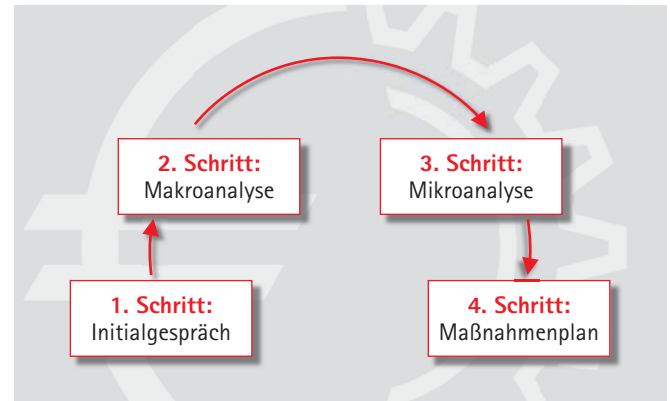 1. Schritt:
Initialgespräch
2. Schritt:
Makroanalyse
3. Schritt:
Mikroanalyse
4. Schritt:
Maßnahmenplan